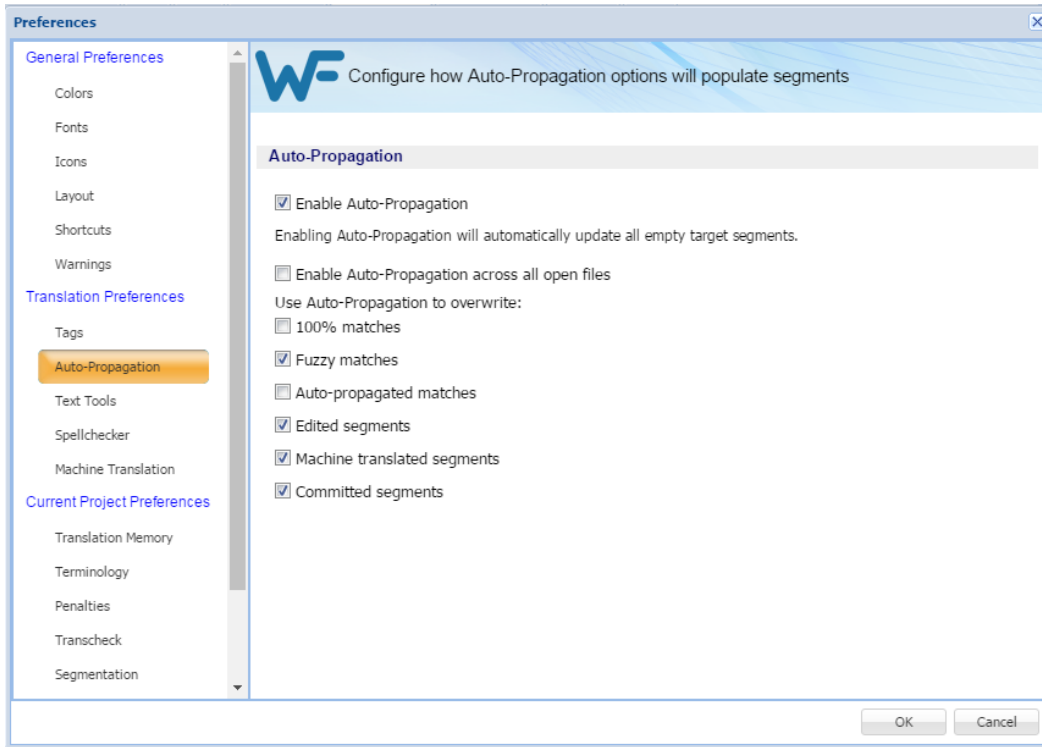 Preferences
General Preferences
Colors
Fonts
Icons
Layout
Shortcuts
Warnings
Translation Preferences
Tags
Auto-Propagation
Text Tools
Spellchecker
Machine Translation
Current Project Preferences
Translation Memory
Terminology
Penalties
Transcheck
Segmentation
WF
Configure how Auto-Propagation options will populate segments
Auto-Propagation
Enable Auto-Propagation
Enabling Auto-Propagation will automatically update all empty target segments.
Enable Auto-Propagation across all open files
Use Auto-Propagation to overwrite:
100% matches
Fuzzy matches
Auto-propagated matches
Edited segments
Machine translated segments
Committed segments
OK
Cancel